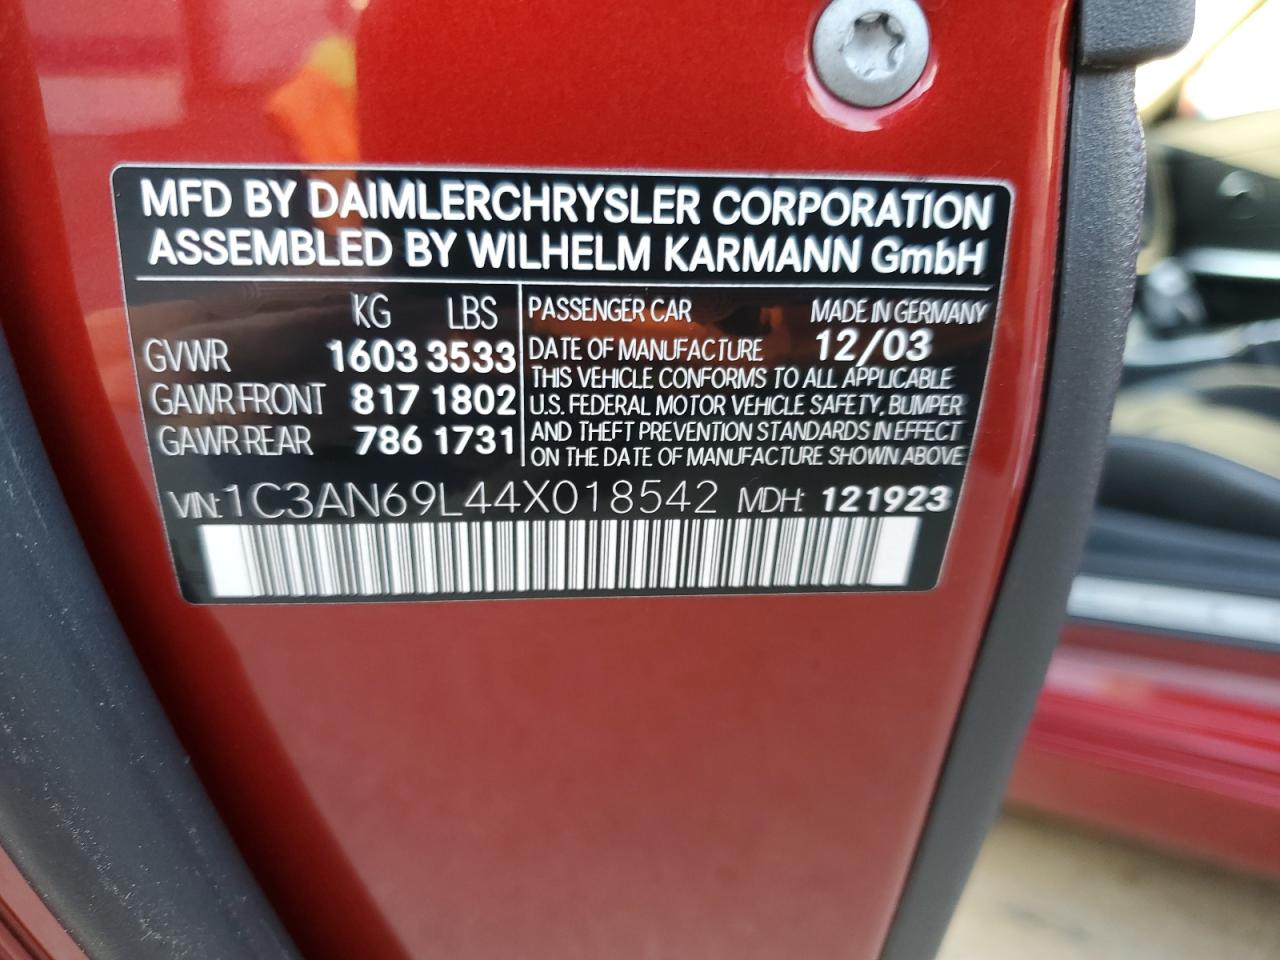 MFD BY DAIMLERCHRYSLER CORPORATION
ASSEMBLED BY WILHELM KARMANN GmbH
KG LBS
GVWR 1603 3533
GAWR FRONT 817 1802
GAWR REAR 786 1731
PASSENGER CAR MADE IN GERMANY
DATE OF MANUFACTURE 12/03
THIS VEHICLE CONFORMS TO ALL APPLICABLE
U.S. FEDERAL MOTOR VEHICLE SAFETY, BUMPER
AND THEFT PREVENTION STANDARDS IN EFFECT
ON THE DATE OF MANUFACTURE SHOWN ABOVE
VIN: 1C3AN69L44X018542 MDH: 121923